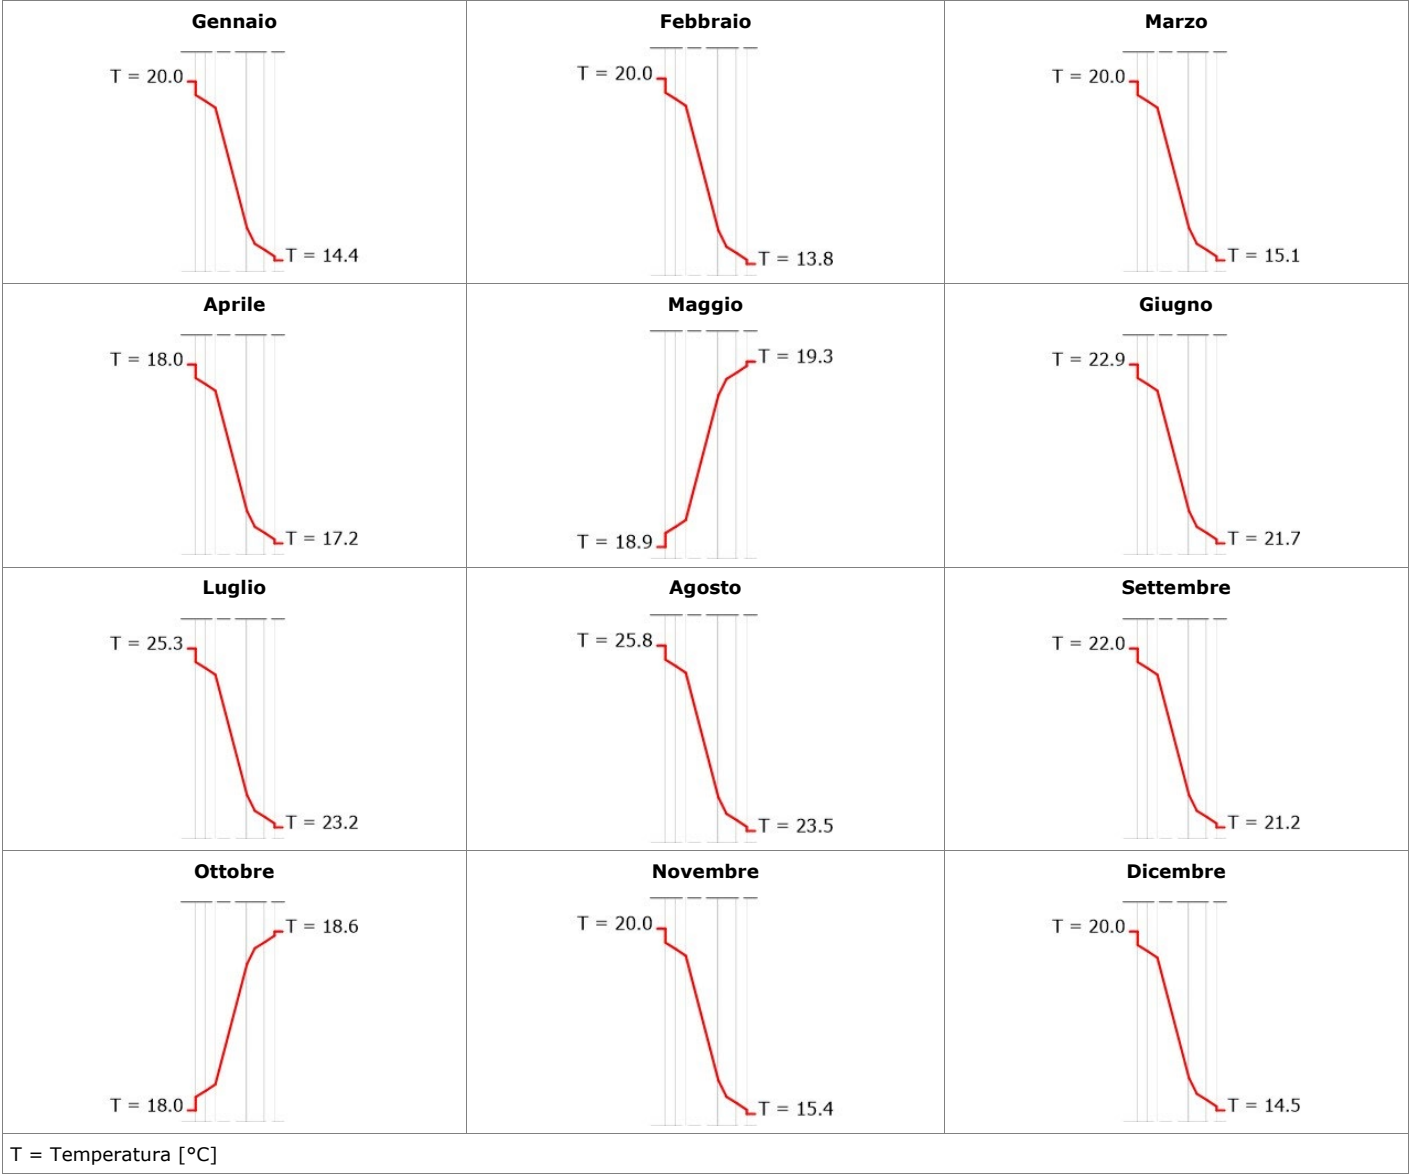 Gennaio
Febbraio
Marzo
T = 20.0
T = 14.4
T = 20.0
T = 13.8
T = 20.0
T = 15.1
Aprile
Maggio
Giugno
T = 18.0
T = 17.2
T = 19.3
T = 18.9
T = 22.9
T = 21.7
Luglio
Agosto
Settembre
T = 25.3
T = 23.2
T = 25.8
T = 23.5
T = 22.0
T = 21.2
Ottobre
Novembre
Dicembre
T = 18.6
T = 18.0
T = 20.0
T = 15.4
T = 20.0
T = 14.5
T = Temperatura [°C]